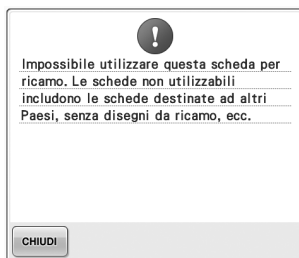 Impossibile utilizzare questa scheda per
ricamo. Le schede non utilizzabili
includono le schede destinate ad altri
Paesi, senza disegni da ricamo, ecc.
CHIUDI